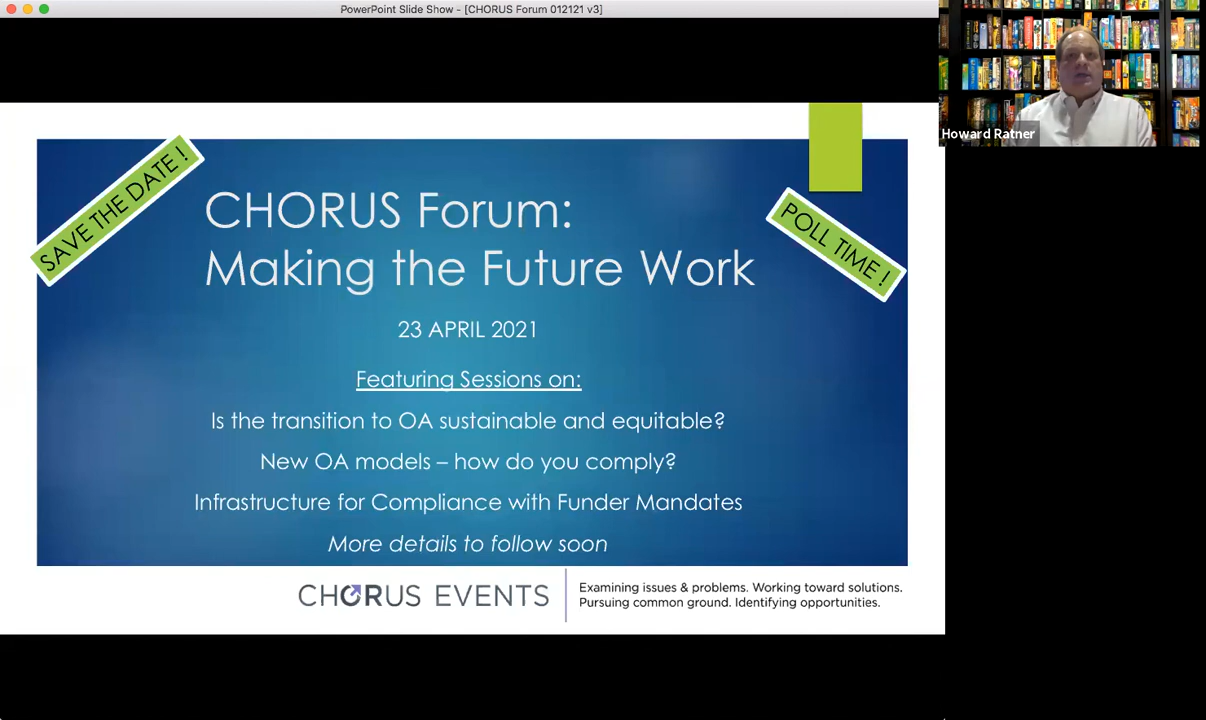 PowerPoint Slide Show - [CHORUS Forum 012121 v3]
Howard Ratner
SAVE THE DATE !
POLL TIME !
CHORUS Forum:
Making the Future Work
23 APRIL 2021
Featuring Sessions on:
Is the transition to OA sustainable and equitable?
New OA models – how do you comply?
Infrastructure for Compliance with Funder Mandates
More details to follow soon
CHORUS EVENTS
Examining issues & problems. Working toward solutions.
Pursuing common ground. Identifying opportunities.